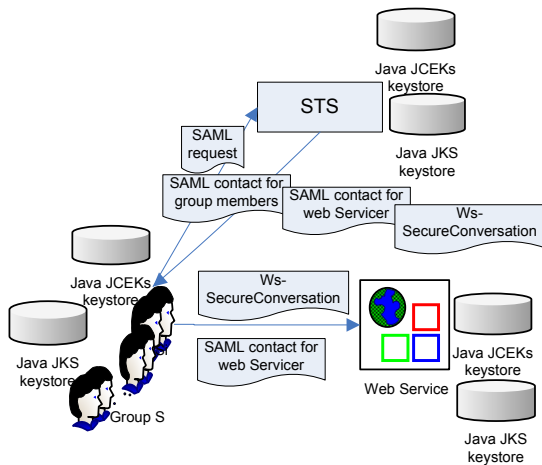 Java JCEKs
keystore
STS
Java JKS
keystore
SAML
request
SAML contact for
group members
SAML contact for
web Servicer
Ws-
SecureConversation
Java JCEKs
keystore
Ws-
SecureConversation
Java JKS
keystore
SAML contact for
web Servicer
Java JCEKs
keystore
Web Service
Group S
Java JKS
keystore